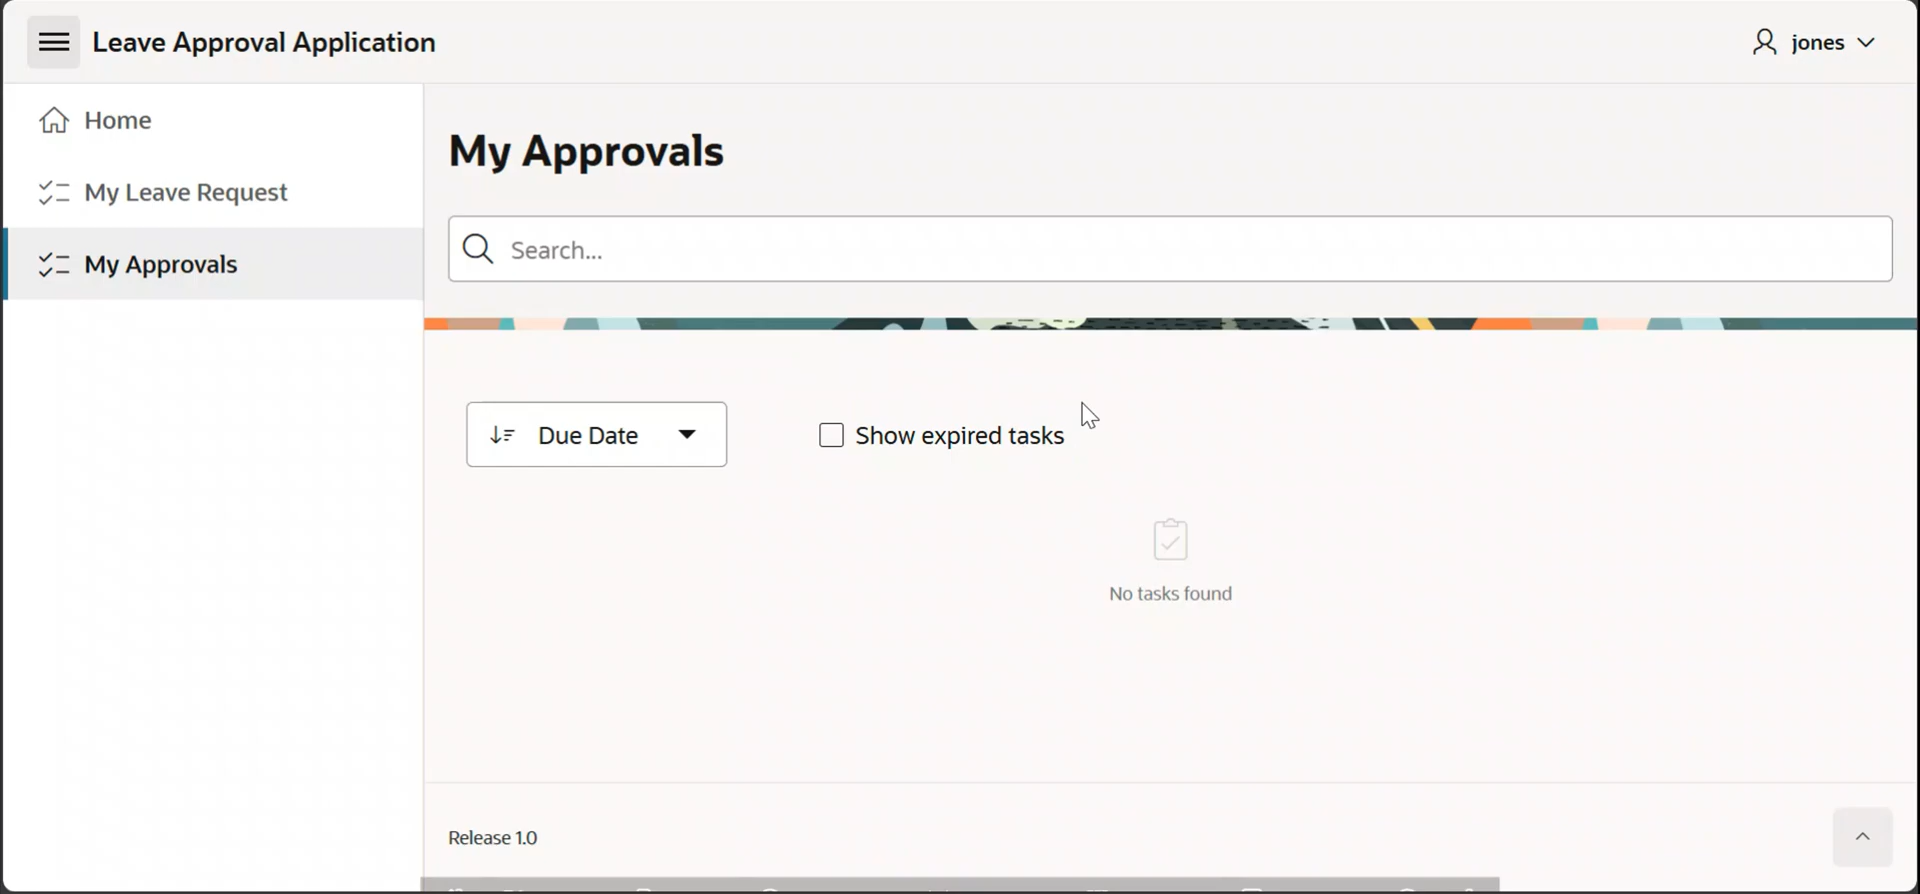 Leave Approval Application
jones
Home
My Leave Request
My Approvals
My Approvals
Search...
Due Date
Show expired tasks
No tasks found
Release 1.0